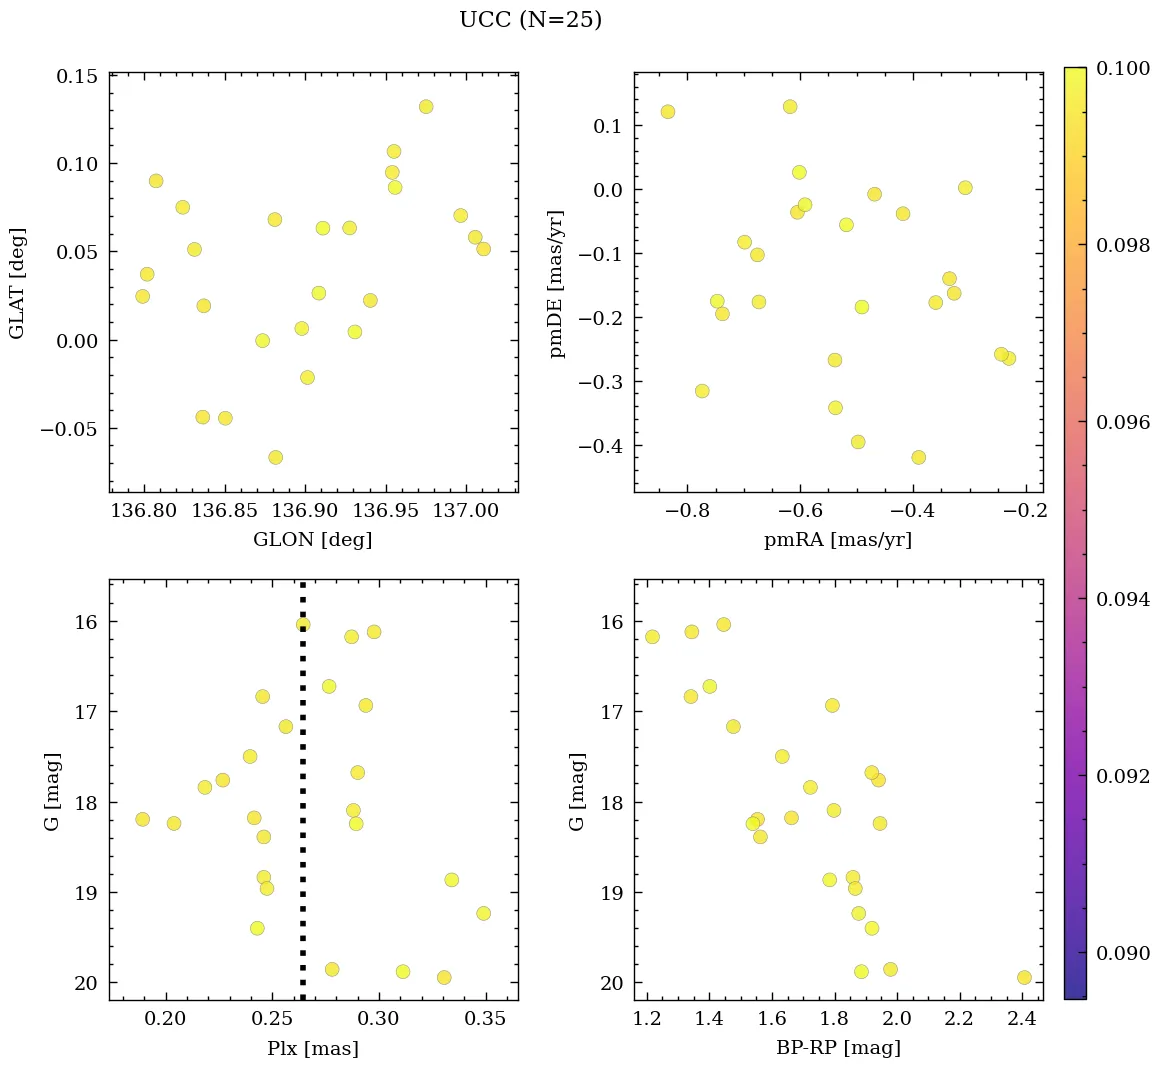 UCC (N=25)
0.15
0.10
0.05
0.00
−0.05
GLAT [deg]
136.80 136.85 136.90 136.95 137.00
GLON [deg]
0.1
0.0
−0.1
−0.2
−0.3
−0.4
pmDE [mas/yr]
−0.8 −0.6 −0.4 −0.2
pmRA [mas/yr]
0.100
0.098
0.096
0.094
0.092
0.090
16
17
18
19
20
G [mag]
0.20 0.25 0.30 0.35
Plx [mas]
16
17
18
19
20
G [mag]
1.2 1.4 1.6 1.8 2.0 2.2 2.4
BP-RP [mag]